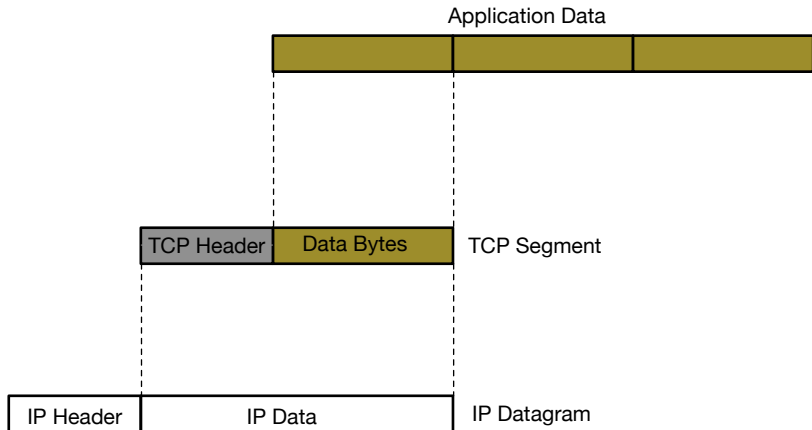 Application Data
TCP Header
Data Bytes
TCP Segment
IP Header
IP Data
IP Datagram